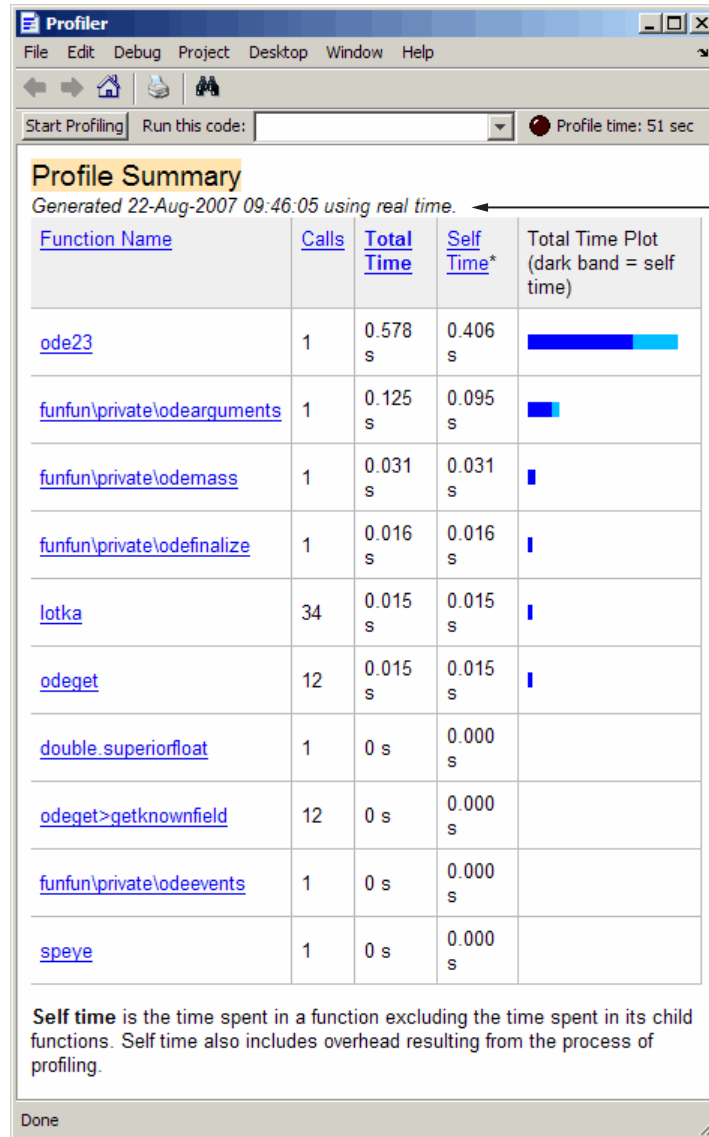 Profiler
File Edit Debug Project Desktop Window Help
Start Profiling Run this code: Profile time: 51 sec
Profile Summary
Generated 22-Aug-2007 09:46:05 using real time.
Function Name Calls Total Time Self Time* Total Time Plot (dark band = self time)
ode23 1 0.578 s 0.406 s
funfun\private\odearguments 1 0.125 s 0.095 s
funfun\private\odemass 1 0.031 s 0.031 s
funfun\private\odefinalize 1 0.016 s 0.016 s
lotka 34 0.015 s 0.015 s
odeget 12 0.015 s 0.015 s
double.superiorfloat 1 0 s 0.000 s
odeget>getknownfield 12 0 s 0.000 s
funfun\private\odeevents 1 0 s 0.000 s
speye 1 0 s 0.000 s
Self time is the time spent in a function excluding the time spent in its child
functions. Self time also includes overhead resulting from the process of
profiling.
Done